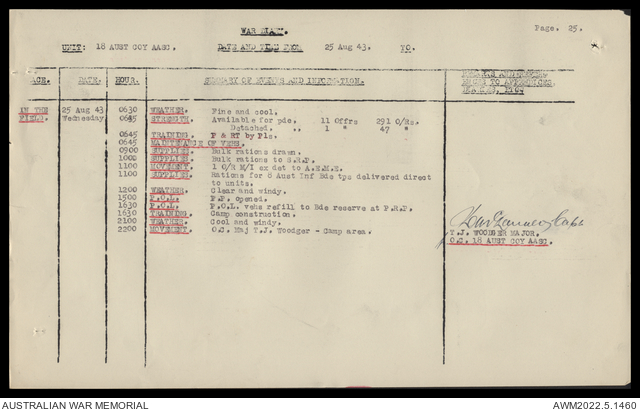 WAR DIARY.
Page. 25.
UNIT: 18 AUST COY AASC. DATE AND TIME FROM 25 Aug 43. TO.
PLACE. DATE. HOUR. SUMMARY OF EVENTS AND INFORMATION. REMARKS AND REFERENCES TO APPENDICES,
IN THE 25 Aug 43 0630 WEATHER. Fine and cool.
FIELD. Wednesday 0645 STRENGTH. Available for pde. 11 Offrs 291 O/Rs.
Detached. ,, 1 " 47 "
0645 TRAINING. P & RT by Pls.
0645 MAINTENANCE OF VEHS.
0900 SUPPLIES. Bulk rations drawn.
1000 SUPPLIES. Bulk rations to S.R.P.
1100 MOVEMENT. 1 O/R M/I ex det to A.E.M.E.
1100 SUPPLIES. Rations for 8 Aust Inf Bde tps delivered direct
to units.
1200 WEATHER. Clear and windy.
1500 P.O.L. P.P. opened.
1630 P.O.L. P.O.L. vehs refill to Bde reserve at P.R.P.
1630 TRAINING. Camp construction.
2100 WEATHER. Cool and windy.
2200 MOVEMENT. O.C. Maj T.J. Woodger - Camp area.
Capt
T.J. WOODGER MAJOR.
O.C. 18 AUST COY AASC.
AUSTRALIAN WAR MEMORIAL
AWM2022.5.1460